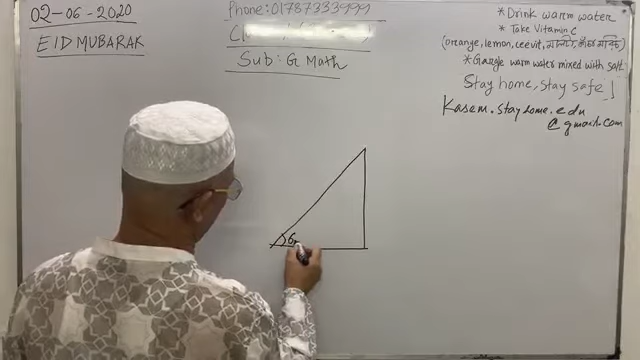 02-06-2020
EID MUBARAK
Phone:01787333999
Sub: G Math
* Drink warm water
* Take Vitamin C
(orange, lemon, ceevit,
* Gargle warm water mixed with salt
Stay home, stay safe
Kasem.stayhome.edu
@gmail.com
6